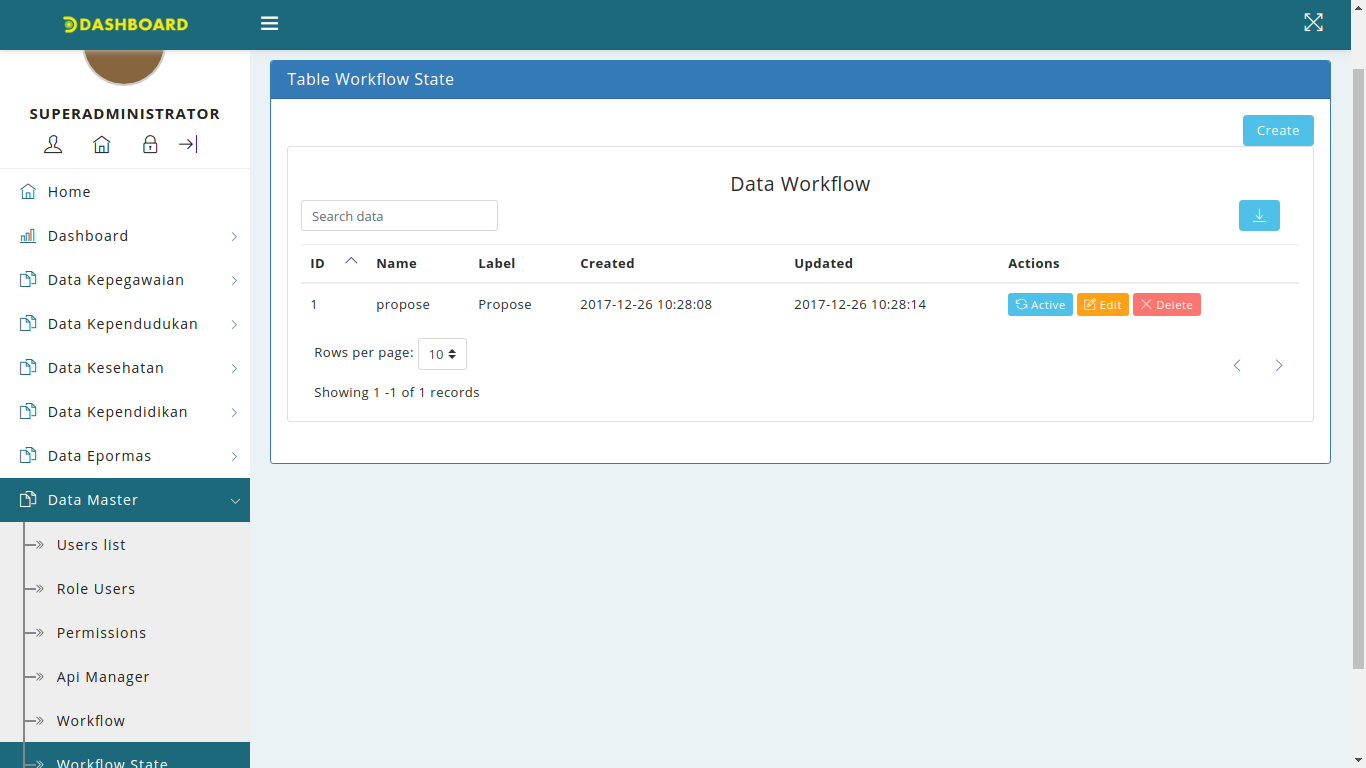 DASHBOARD
SUPERADMINISTRATOR
Home
Dashboard
Data Kepegawaian
Data Kependudukan
Data Kesehatan
Data Kependidikan
Data Epormas
Data Master
Users list
Role Users
Permissions
Api Manager
Workflow
Workflow State
Table Workflow State
Create
Data Workflow
Search data
ID Name Label Created Updated Actions
1 propose Propose 2017-12-26 10:28:08 2017-12-26 10:28:14 Active Edit Delete
Rows per page: 10
Showing 1 -1 of 1 records